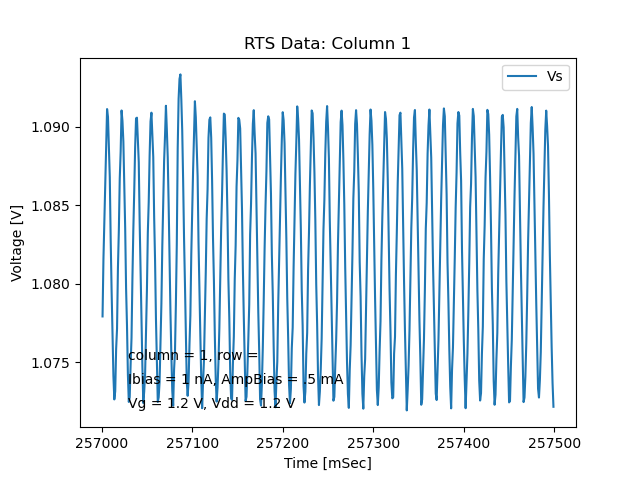 RTS Data: Column 1
Vs
1.090
1.085
1.080
1.075
Voltage [V]
column = 1, row =
Ibias = 1 nA, AmpBias = .5 mA
Vg = 1.2 V, Vdd = 1.2 V
257000 257100 257200 257300 257400 257500
Time [mSec]